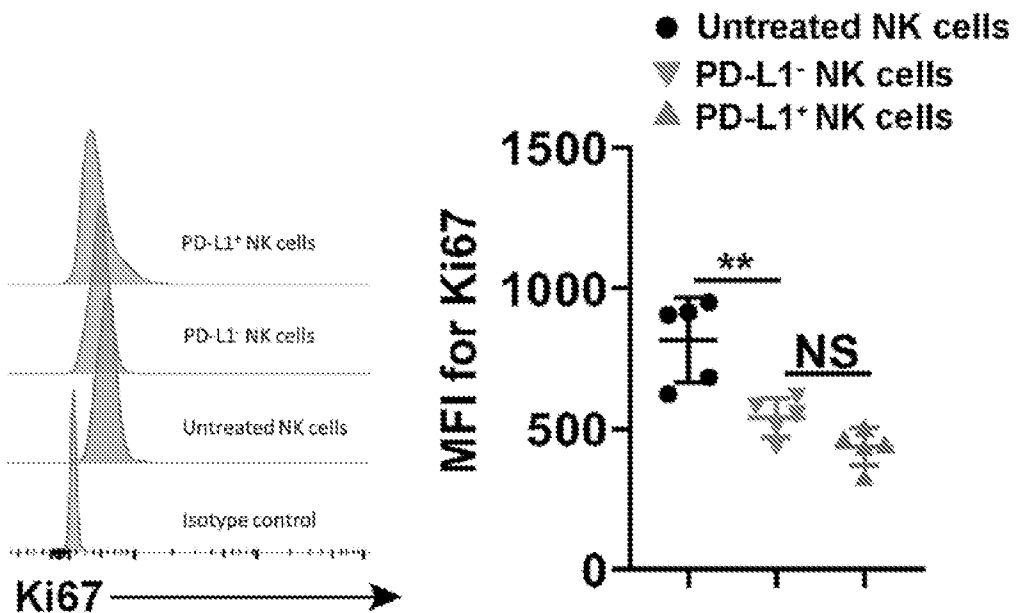 Untreated NK cells
PD-L1⁻ NK cells
PD-L1⁺ NK cells
PD-L1⁺ NK cells
PD-L1⁻ NK cells
Untreated NK cells
Isotype control
Ki67
MFI for Ki67
1500
1000
500
0
**
NS